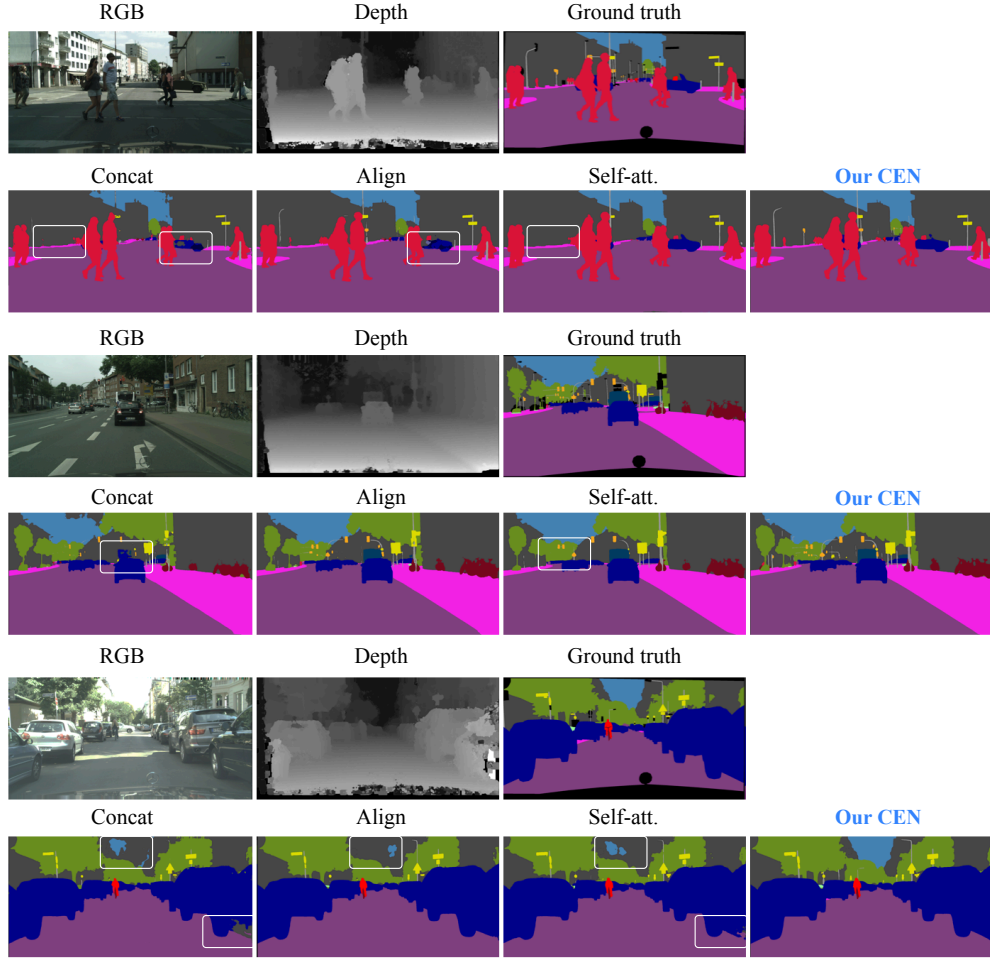 RGB Depth Ground truth
Concat Align Self-att. Our CEN
RGB Depth Ground truth
Concat Align Self-att. Our CEN
RGB Depth Ground truth
Concat Align Self-att. Our CEN